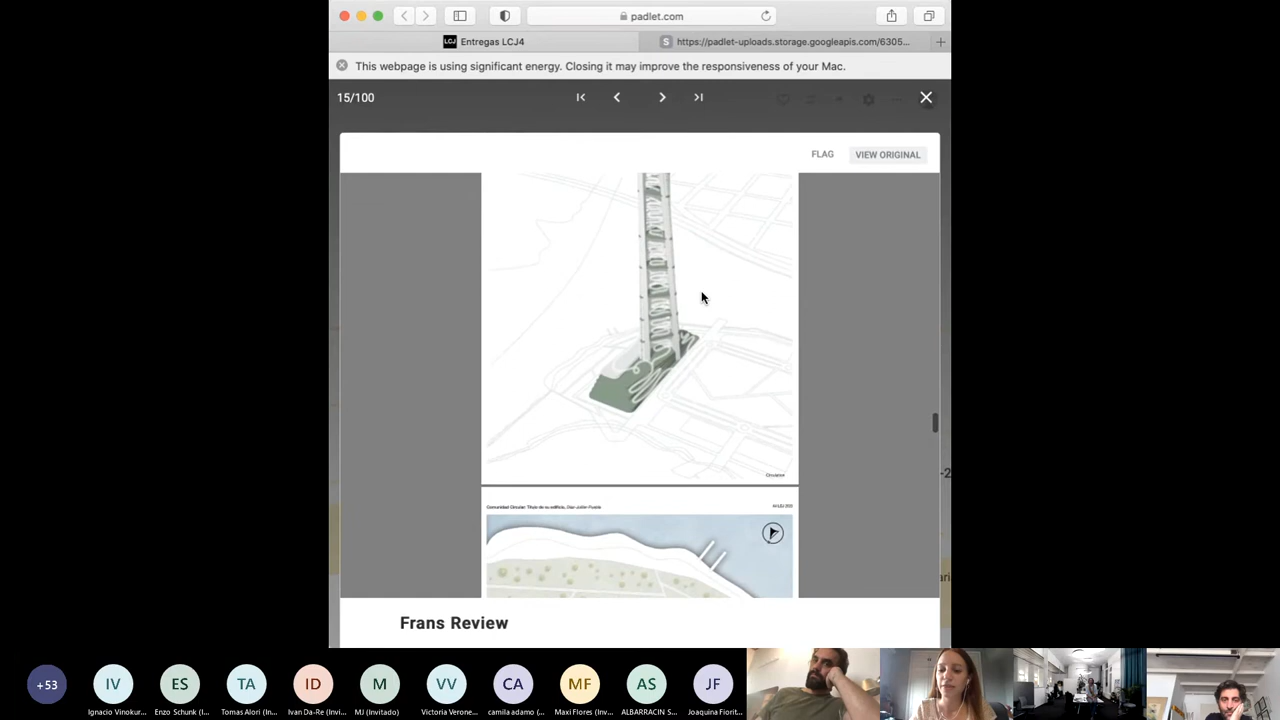 padlet.com
LCJ Entregas LCJ4
S https://padlet-uploads.storage.googleapis.com/6305...
This webpage is using significant energy. Closing it may improve the responsiveness of your Mac.
15/100
FLAG
VIEW ORIGINAL
Circulation
-2
Frans Review
+53
IV
ES
TA
ID
M
VV
CA
MF
AS
JF
Ignacio Vinokur...
Enzo Schunk (I...
Tomas Alori (In...
Ivan Da-Re (Invi...
MJ (Invitado)
Victoria Verone...
camila adamo (...
Maxi Flores (Inv...
ALBARRACIN S...
Joaquina Fiorit...